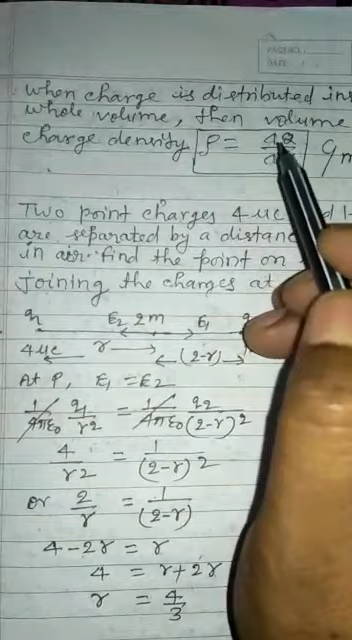 PAGE NO.:
DATE:
when charge is distributed in
whole volume, then volume
charge density ρ =
Two point charges 4μc
are separated by a distan
in air. find the point on
joining the charges at
q1 E2 2m E1 q
4μc r (2-r)
At P, E1 = E2
1/4πε0 q1/r2 = 1/4πε0 q2/(2-r)2
4/r2 = 1/(2-r)2
or 2/r = 1/(2-r)
4-2r = r
4 = r+2r
r = 4/3